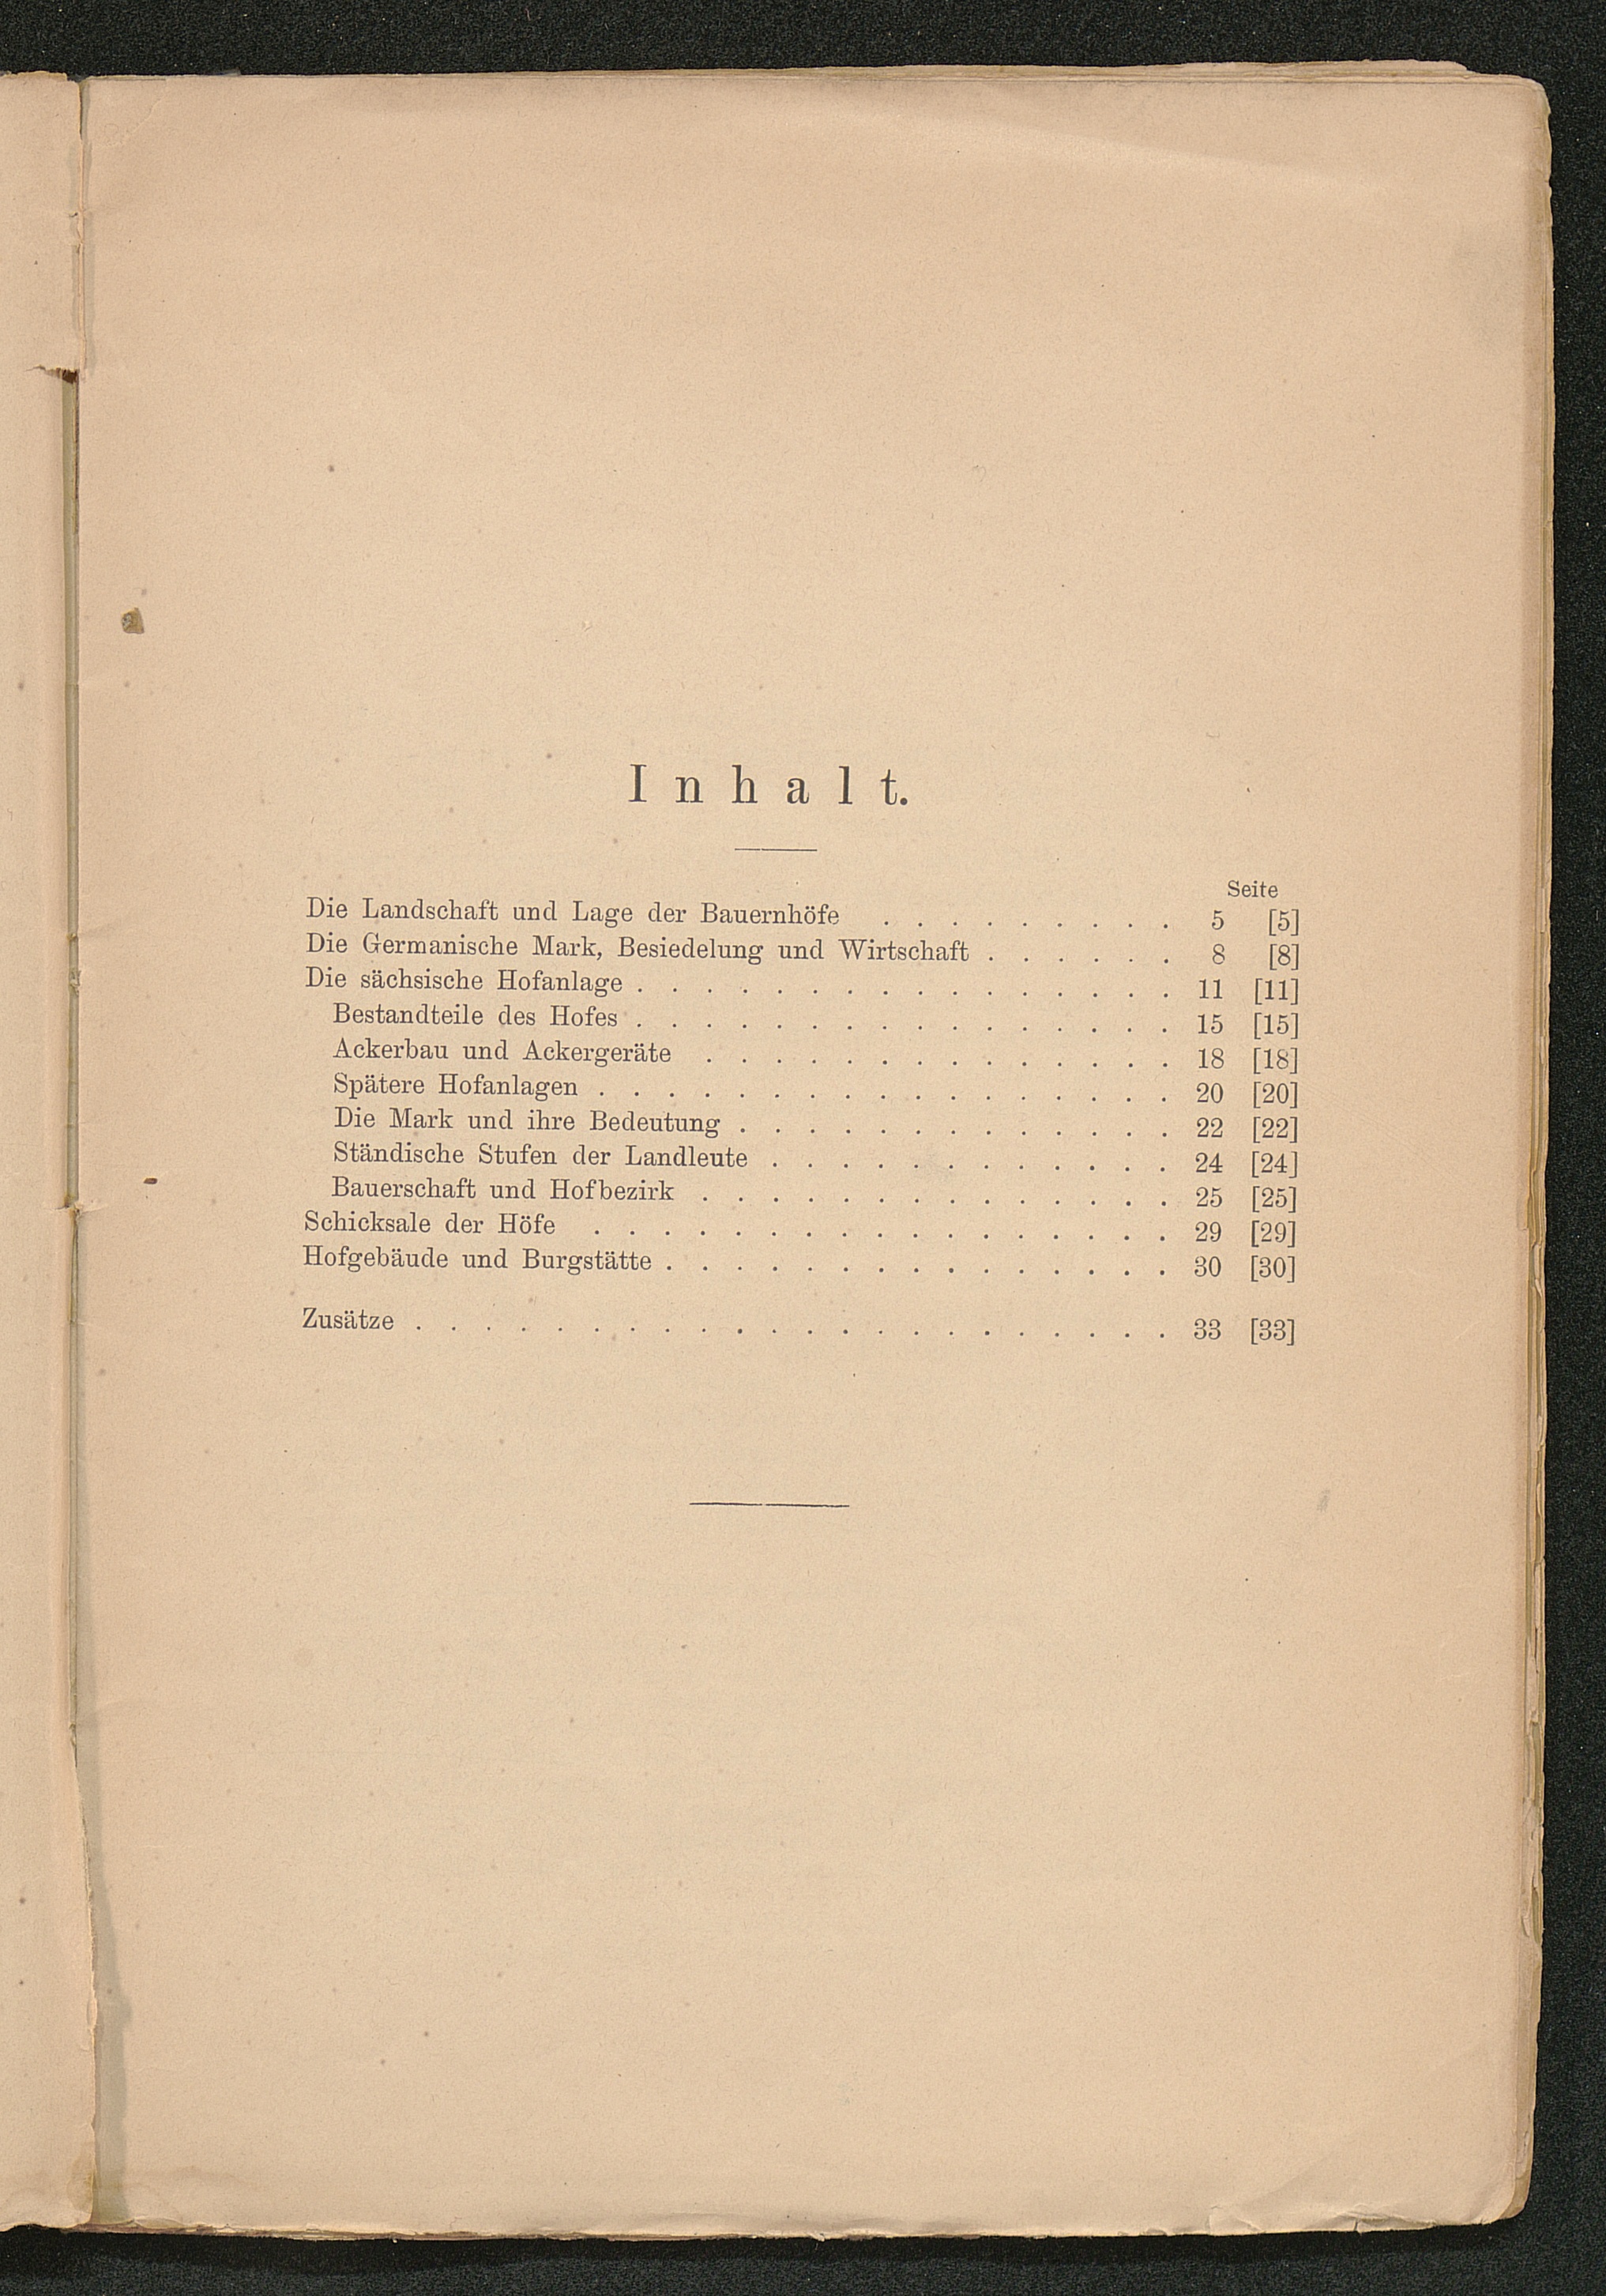 Inhalt.
Seite
Die Landschaft und Lage der Bauernhöfe . . . . . . . . . 5 [5]
Die Germanische Mark, Besiedelung und Wirtschaft . . . . . . 8 [8]
Die sächsische Hofanlage . . . . . . . . . . . . . . . . 11 [11]
Bestandteile des Hofes . . . . . . . . . . . . . . . . 15 [15]
Ackerbau und Ackergeräte . . . . . . . . . . . . . . 18 [18]
Spätere Hofanlagen . . . . . . . . . . . . . . . . . 20 [20]
Die Mark und ihre Bedeutung . . . . . . . . . . . . . 22 [22]
Ständische Stufen der Landleute . . . . . . . . . . . . 24 [24]
Bauerschaft und Hofbezirk . . . . . . . . . . . . . . 25 [25]
Schicksale der Höfe . . . . . . . . . . . . . . . . . 29 [29]
Hofgebäude und Burgstätte . . . . . . . . . . . . . . . 30 [30]
Zusätze . . . . . . . . . . . . . . . . . . . . . . 33 [33]